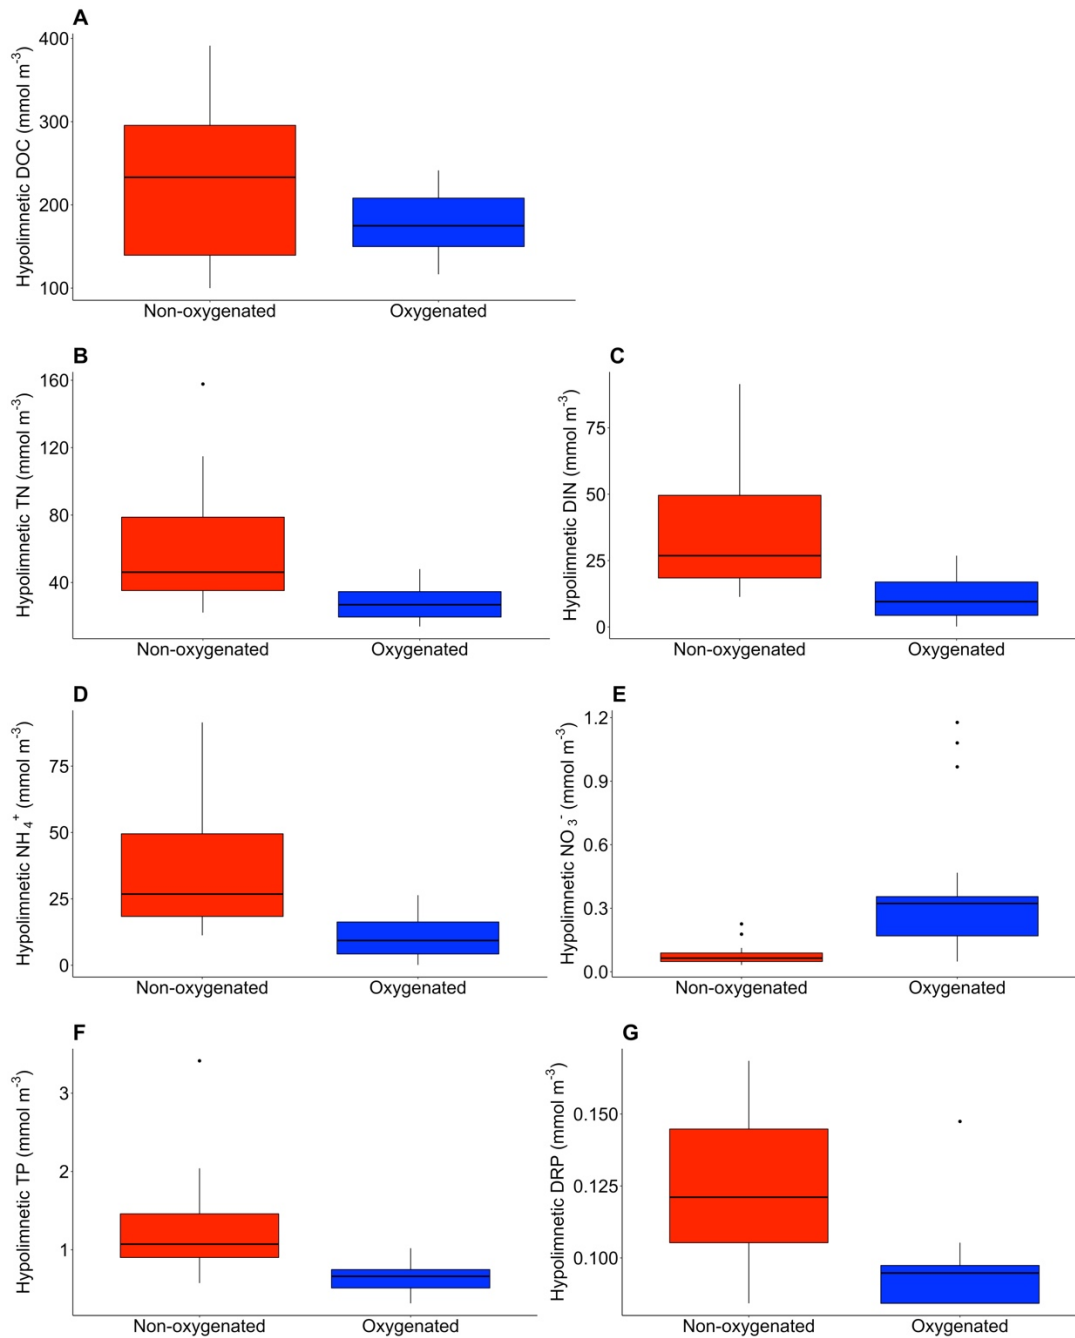 A
Hypolimnetic DOC (mmol m⁻³)
400
300
200
100
Non-oxygenated Oxygenated
B
Hypolimnetic TN (mmol m⁻³)
160
120
80
40
Non-oxygenated Oxygenated
C
Hypolimnetic DIN (mmol m⁻³)
75
50
25
0
Non-oxygenated Oxygenated
D
Hypolimnetic NH₄⁺ (mmol m⁻³)
75
50
25
0
Non-oxygenated Oxygenated
E
Hypolimnetic NO₃⁻ (mmol m⁻³)
1.2
0.9
0.6
0.3
0.0
Non-oxygenated Oxygenated
F
Hypolimnetic TP (mmol m⁻³)
3
2
1
Non-oxygenated Oxygenated
G
Hypolimnetic DRP (mmol m⁻³)
0.150
0.125
0.100
Non-oxygenated Oxygenated